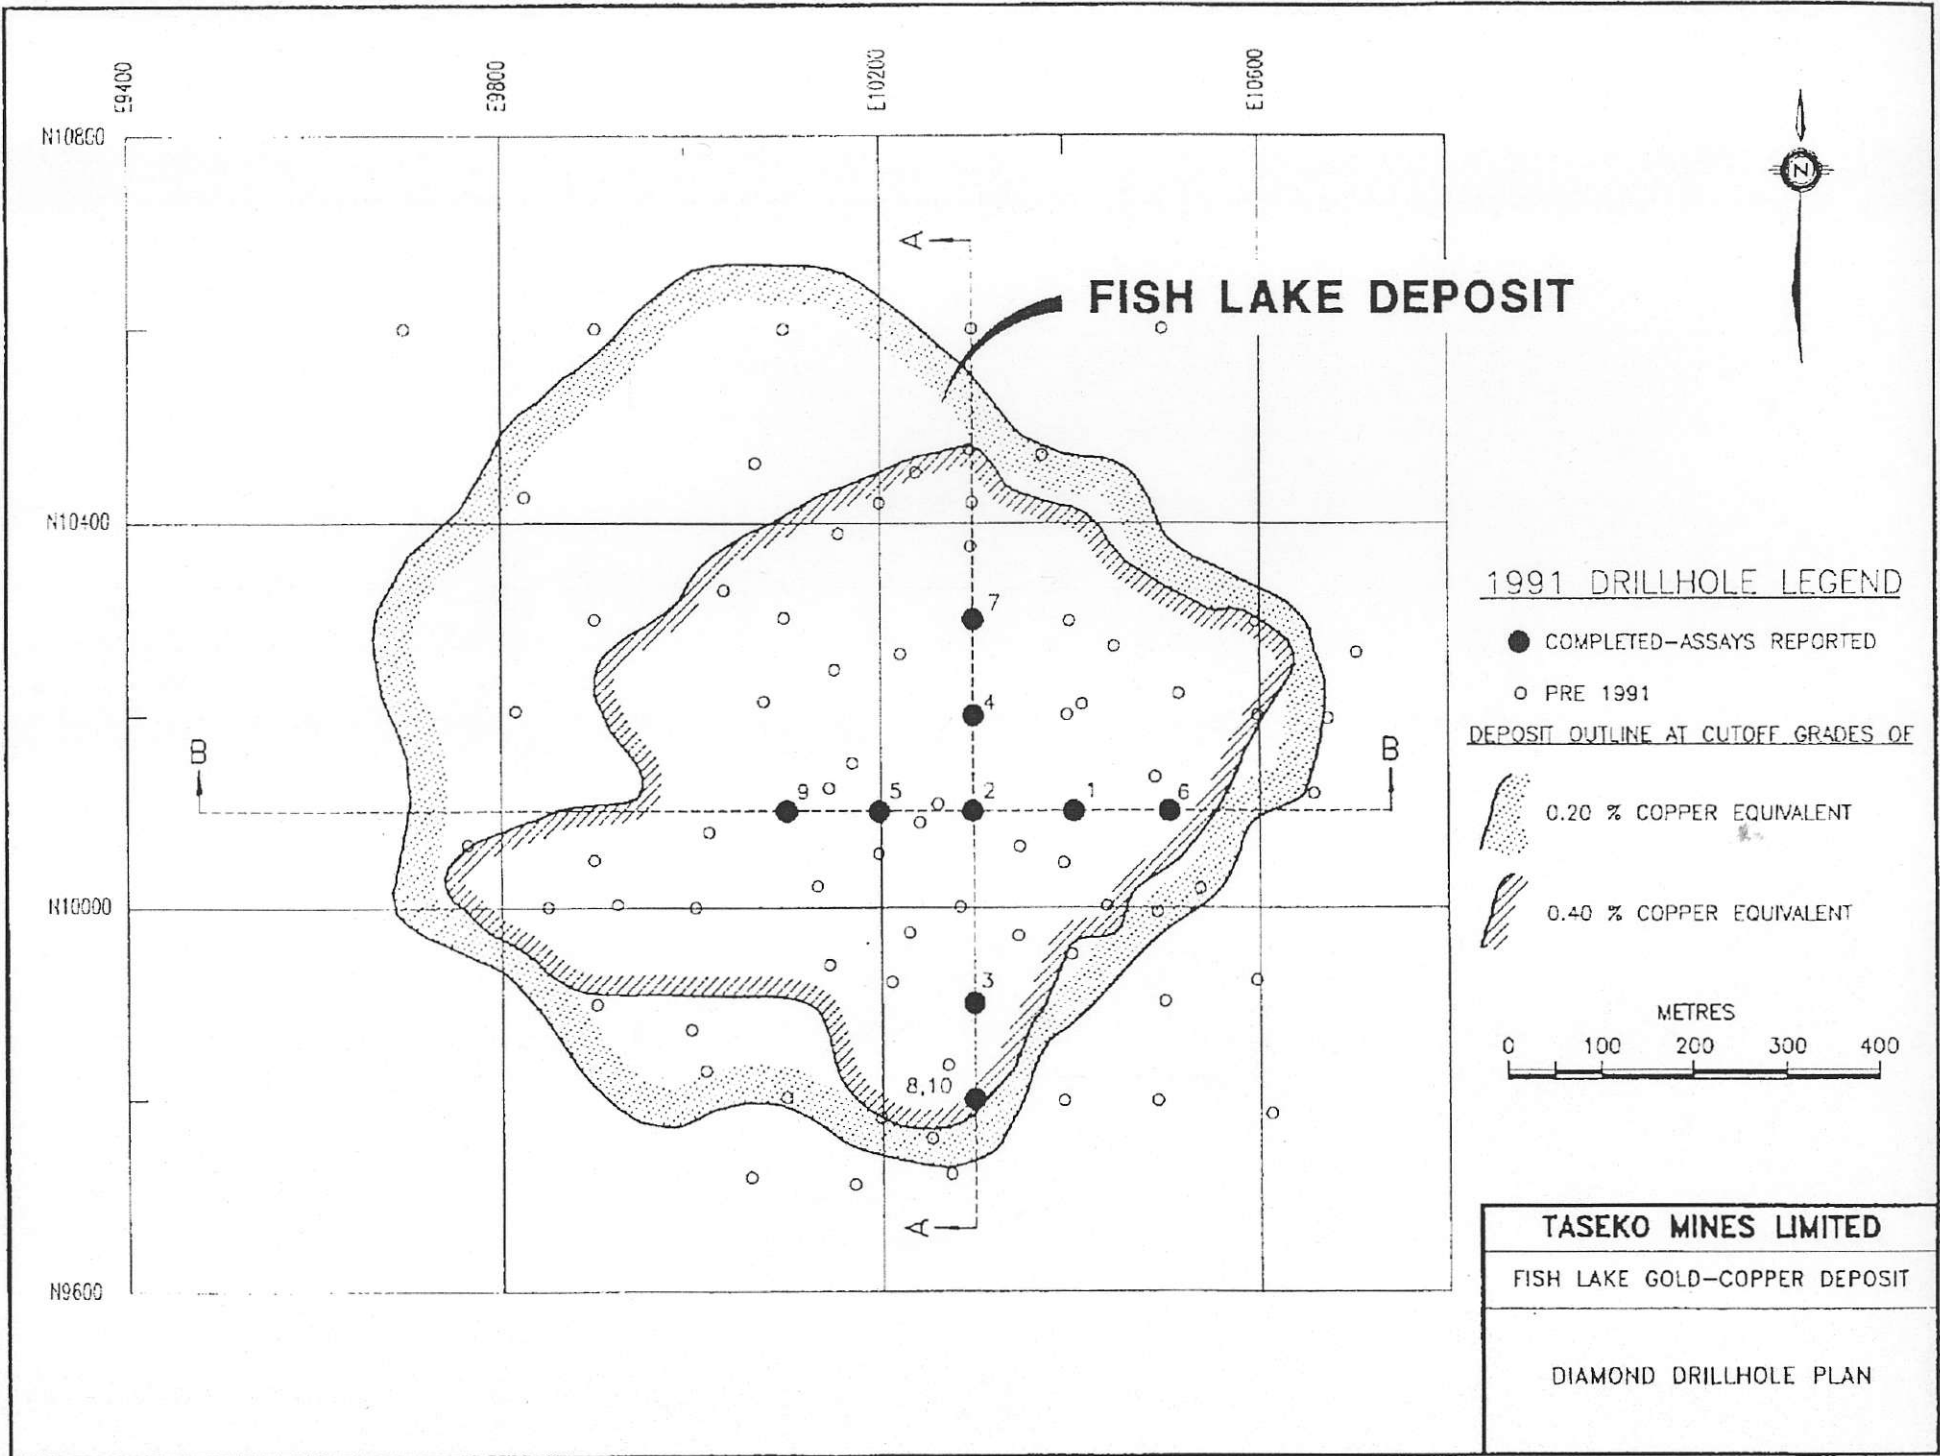 E9400
E9800
E10200
E10600
N10800
N10400
N10000
N9600
A
FISH LAKE DEPOSIT
N
7
4
B
B
9
5
2
1
6
3
8,10
A
1991 DRILLHOLE LEGEND
COMPLETED-ASSAYS REPORTED
PRE 1991
DEPOSIT OUTLINE AT CUTOFF GRADES OF
0.20 % COPPER EQUIVALENT
0.40 % COPPER EQUIVALENT
METRES
0 100 200 300 400
TASEKO MINES LIMITED
FISH LAKE GOLD-COPPER DEPOSIT
DIAMOND DRILLHOLE PLAN